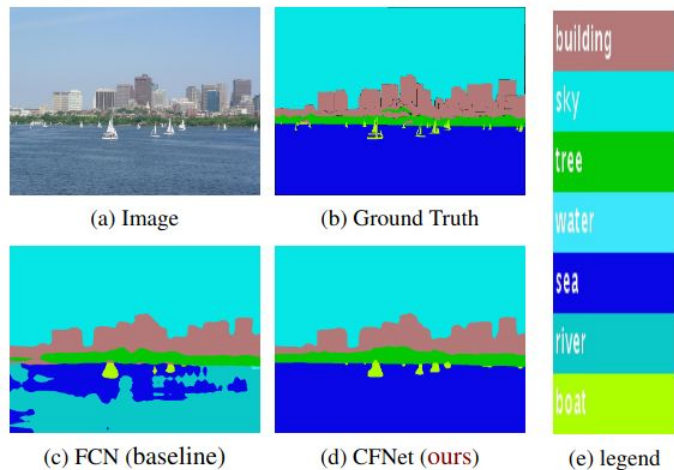 (a) Image
(b) Ground Truth
(c) FCN (baseline)
(d) CFNet (ours)
building
sky
tree
water
sea
river
boat
(e) legend